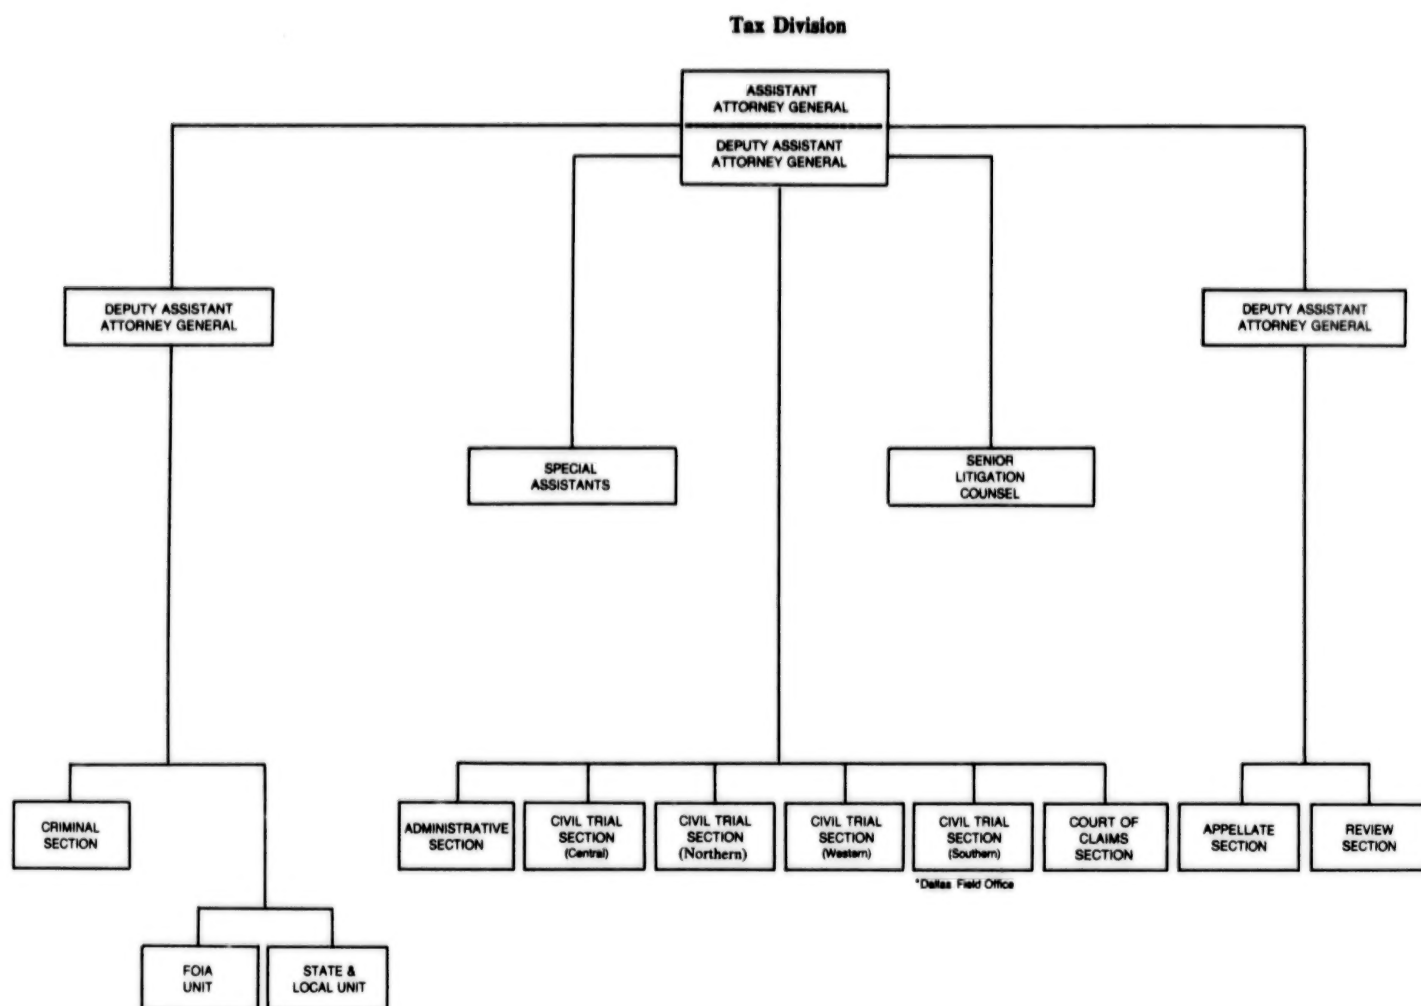 Tax Division
ASSISTANT
ATTORNEY GENERAL
DEPUTY ASSISTANT
ATTORNEY GENERAL
DEPUTY ASSISTANT
ATTORNEY GENERAL
DEPUTY ASSISTANT
ATTORNEY GENERAL
SPECIAL
ASSISTANTS
SENIOR
LITIGATION
COUNSEL
CRIMINAL
SECTION
ADMINISTRATIVE
SECTION
CIVIL TRIAL
SECTION
(Central)
CIVIL TRIAL
SECTION
(Northern)
CIVIL TRIAL
SECTION
(Western)
CIVIL TRIAL
SECTION
(Southern)
*Dallas Field Office
COURT OF
CLAIMS
SECTION
APPELLATE
SECTION
REVIEW
SECTION
FOIA
UNIT
STATE &
LOCAL UNIT